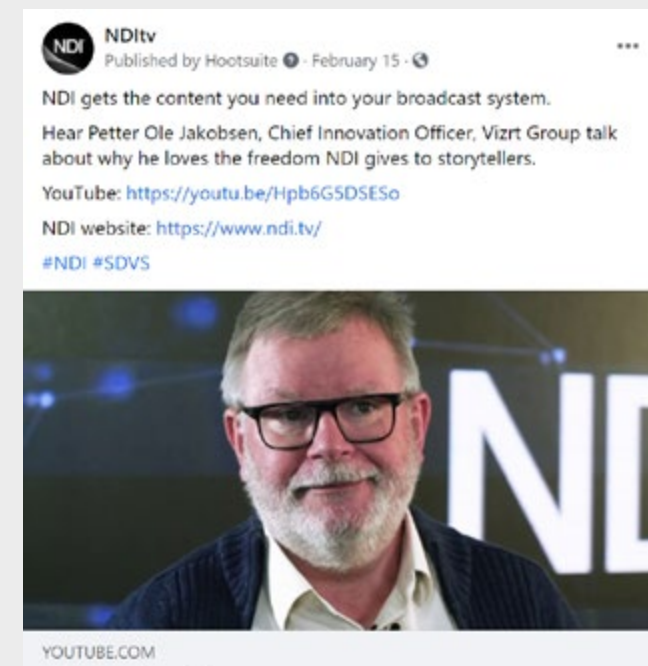 NDI
NDItv
Published by Hootsuite · February 15 ·
NDI gets the content you need into your broadcast system.
Hear Petter Ole Jakobsen, Chief Innovation Officer, Vizrt Group talk
about why he loves the freedom NDI gives to storytellers.
YouTube: https://youtu.be/Hpb6G5DSESo
NDI website: https://www.ndi.tv/
#NDI #SDVS
ND
YOUTUBE.COM